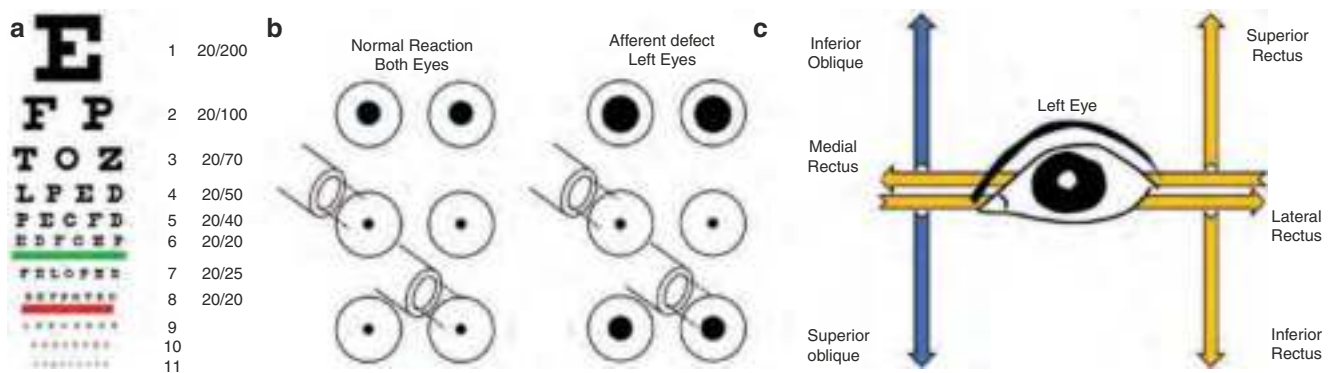 a
E
1 20/200
F P
2 20/100
T O Z
3 20/70
L P E D
4 20/50
P E C F D
5 20/40
E D F C Z P
6 20/20
F E L O P Z D
7 20/25
8 20/20
9
10
11
b
Normal Reaction
Both Eyes
Afferent defect
Left Eyes
c
Inferior
Oblique
Superior
Rectus
Left Eye
Medial
Rectus
Lateral
Rectus
Superior
oblique
Inferior
Rectus